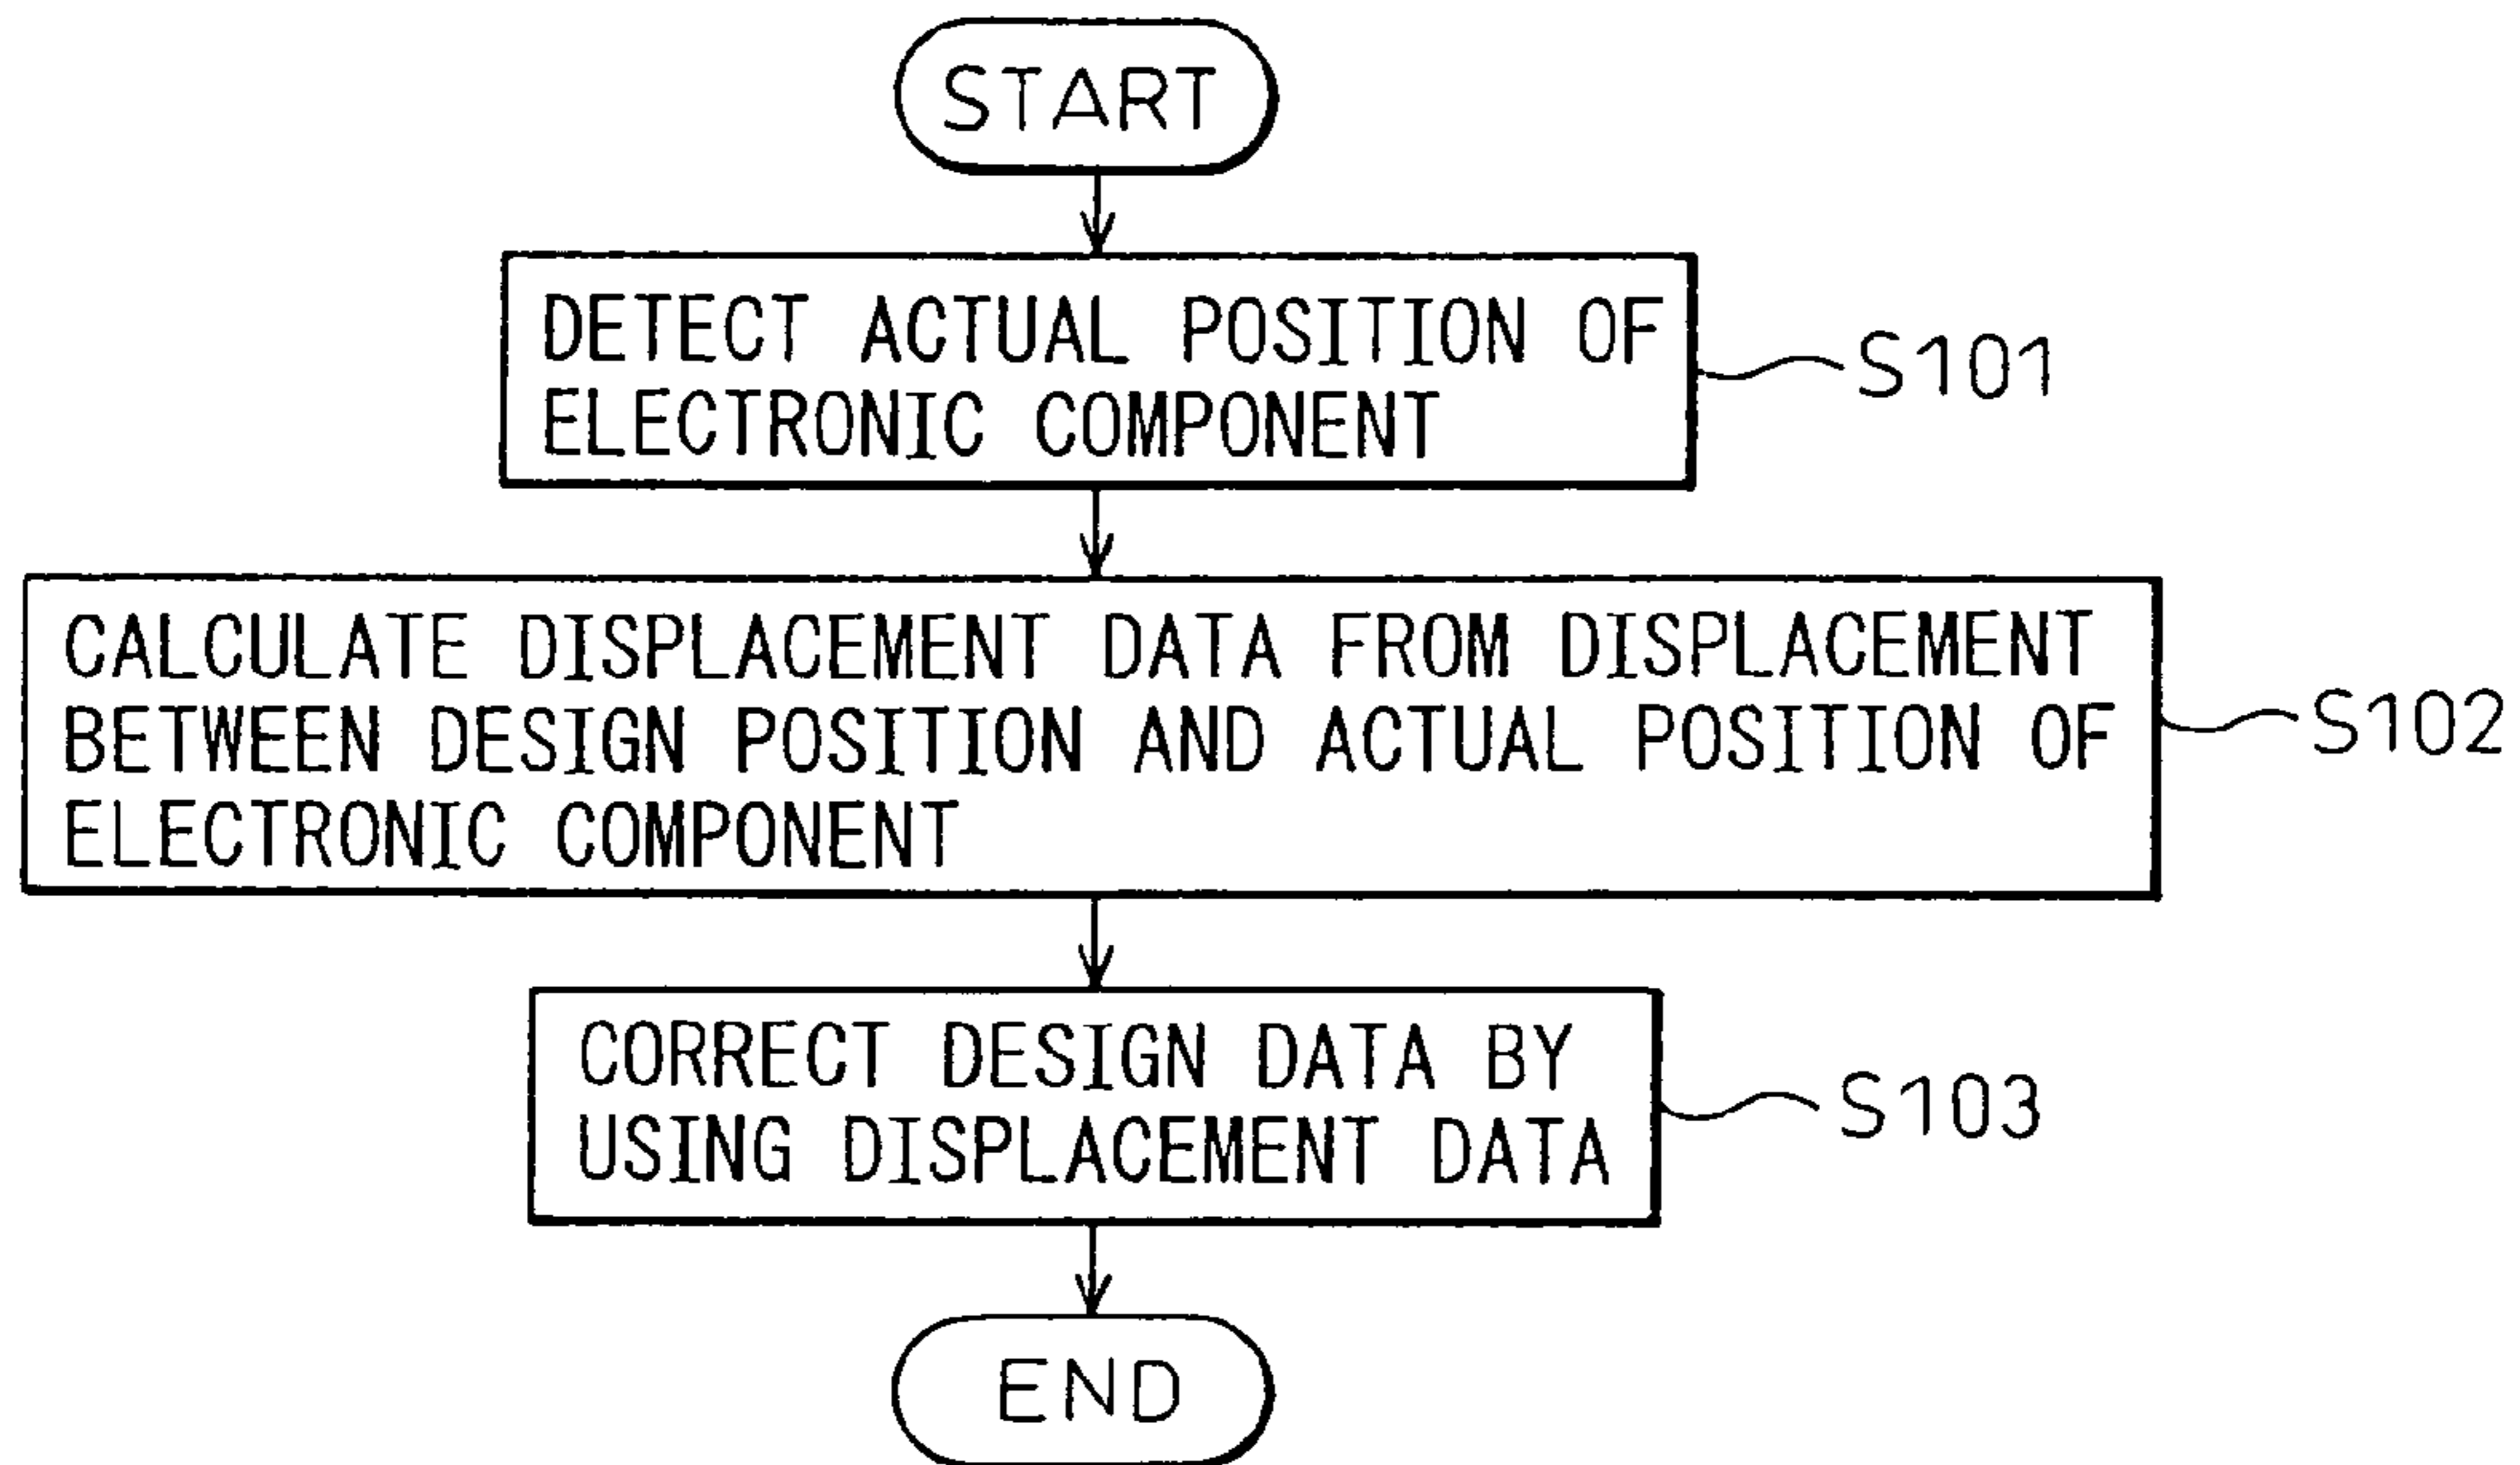 START
DETECT ACTUAL POSITION OF
ELECTRONIC COMPONENT
S101
CALCULATE DISPLACEMENT DATA FROM DISPLACEMENT
BETWEEN DESIGN POSITION AND ACTUAL POSITION OF
ELECTRONIC COMPONENT
S102
CORRECT DESIGN DATA BY
USING DISPLACEMENT DATA
S103
END